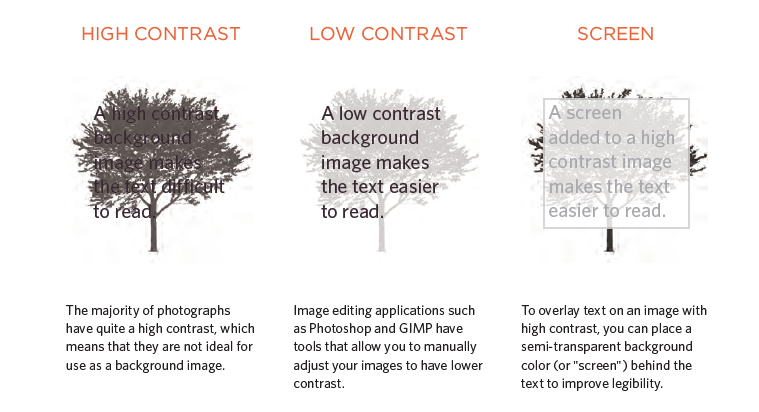 HIGH CONTRAST
A high contrast
background
image makes
the text difficult
to read.
The majority of photographs
have quite a high contrast, which
means that they are not ideal for
use as a background image.
LOW CONTRAST
A low contrast
background
image makes
the text easier
to read.
Image editing applications such
as Photoshop and GIMP have
tools that allow you to manually
adjust your images to have lower
contrast.
SCREEN
A screen
added to a high
contrast image
makes the text
easier to read.
To overlay text on an image with
high contrast, you can place a
semi-transparent background
color (or "screen") behind the
text to improve legibility.